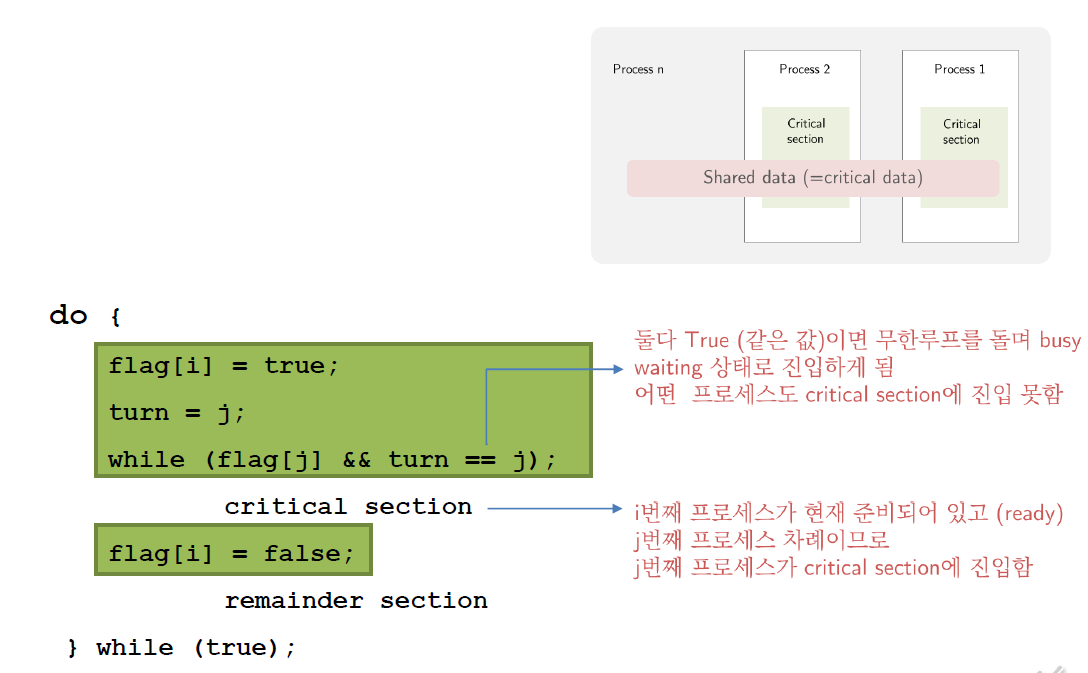 Process n
Process 2
Process 1
Critical
section
Critical
section
Shared data (=critical data)
do {
flag[i] = true;
turn = j;
while (flag[j] && turn == j);
critical section
flag[i] = false;
remainder section
} while (true);
둘다 True (같은 값)이면 무한루프를 돌며 busy
waiting 상태로 진입하게 됨
어떤 프로세스도 critical section에 진입 못함
i번째 프로세스가 현재 준비되어 있고 (ready)
j번째 프로세스 차례이므로
j번째 프로세스가 critical section에 진입함